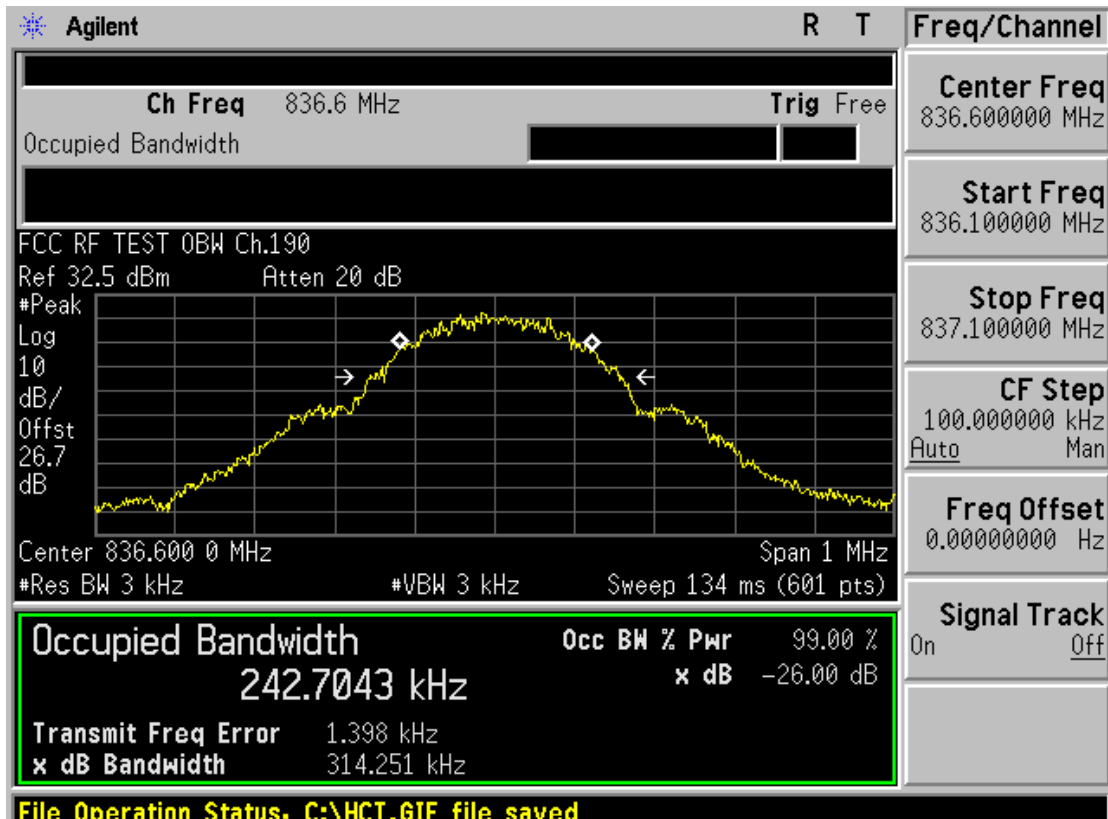 Agilent R T
Ch Freq 836.6 MHz Trig Free
Occupied Bandwidth
FCC RF TEST OBW Ch.190
Ref 32.5 dBm Atten 20 dB
#Peak
Log
10
dB/
Offst
26.7
dB
Center 836.600 0 MHz Span 1 MHz
#Res BW 3 kHz #VBW 3 kHz Sweep 134 ms (601 pts)
Occupied Bandwidth Occ BW % Pwr 99.00 %
242.7043 kHz x dB -26.00 dB
Transmit Freq Error 1.398 kHz
x dB Bandwidth 314.251 kHz
File Operation Status, C:\HCT.GIF file saved
Freq/Channel
Center Freq
836.600000 MHz
Start Freq
836.100000 MHz
Stop Freq
837.100000 MHz
CF Step
100.000000 kHz
Auto Man
Freq Offset
0.00000000 Hz
Signal Track
On Off